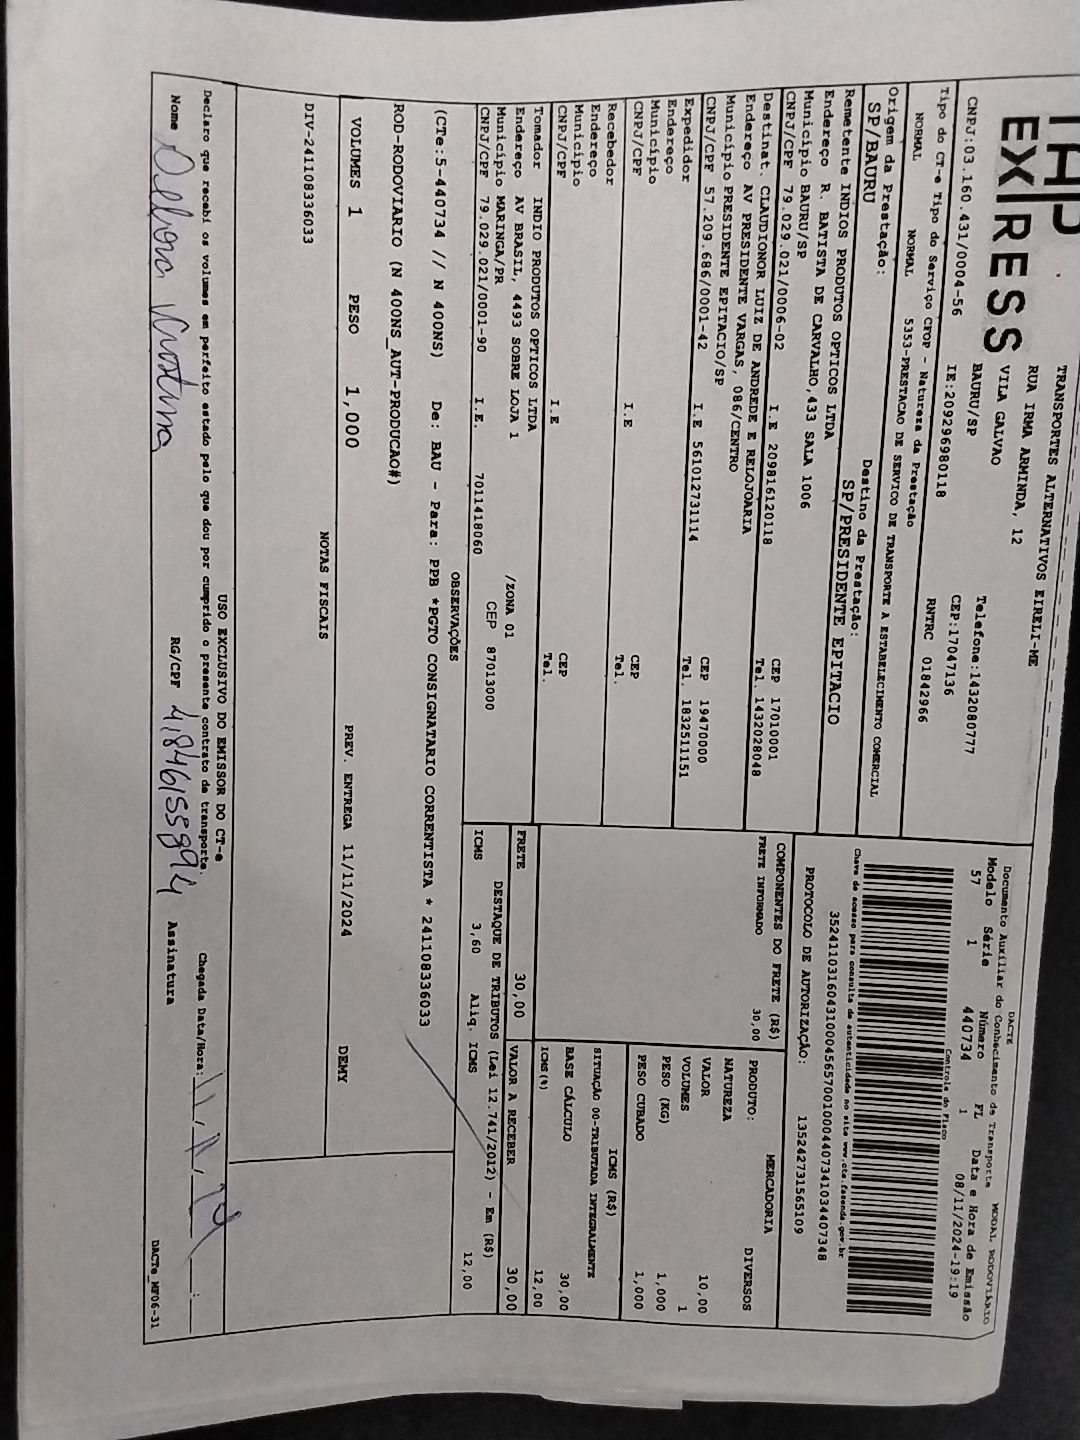 EXPRESS
TRANSPORTES ALTERNATIVOS EIRELI-ME
RUA IRMA ARMINDA, 12
VILA GALVAO
BAURU/SP
Telefone:1432080777
CNPJ:03.160.431/0004-56 IE:209296980118 CEP:17047136
Tipo do CT-e Tipo do Serviço CFOP - Natureza da Prestação RNTRC 01842966
NORMAL NORMAL 5353-PRESTACAO DE SERVICO DE TRANSPORTE A ESTABELECIMENTO COMERCIAL
Origem da Prestação: Destino da Prestação:
SP/BAURU SP/PRESIDENTE EPITACIO
DACTE MODAL RODOVIÁRIO
Documento Auxiliar do Conhecimento de Transporte
Modelo Série Número FL Data e Hora de Emissão
57 1 440734 1 08/11/2024-19:19
Controle do Fisco
Chave de acesso para consulta de autenticidade no site www.cte.fazenda.gov.br
35241103160431000456570010004407341034407348
PROTOCOLO DE AUTORIZAÇÃO: 135242731565109
Remetente INDIOS PRODUTOS OPTICOS LTDA
Endereço R. BATISTA DE CARVALHO,433 SALA 1006
Município BAURU/SP CEP 17010001
CNPJ/CPF 79.029.021/0006-02 I.E 209816120118 Tel. 1432028048
Destinat. CLAUDIONOR LUIZ DE ANDREDE E RELOJOARIA
Endereço AV PRESIDENTE VARGAS, 086/CENTRO
Município PRESIDENTE EPITACIO/SP CEP 19470000
CNPJ/CPF 57.209.686/0001-42 I.E 561012731114 Tel. 1832511151
Expedidor
Endereço
Município CEP
CNPJ/CPF I.E Tel.
Recebedor
Endereço
Município CEP
CNPJ/CPF I.E Tel.
Tomador INDIO PRODUTOS OPTICOS LTDA
Endereço AV BRASIL, 4493 SOBRE LOJA 1 /ZONA 01
Município MARINGA/PR CEP 87013000
CNPJ/CPF 79.029.021/0001-90 I.E. 7011418060
COMPONENTES DO FRETE (R$)
FRETE INFORMADO 30,00
FRETE 30,00
MERCADORIA
PRODUTO: DIVERSOS
NATUREZA
VALOR 10,00
VOLUMES 1
PESO (KG) 1,000
PESO CUBADO 1,000
ICMS (R$)
SITUAÇÃO 00-TRIBUTADA INTEGRALMENTE
BASE CÁLCULO 30,00
ICMS(%) 12,00
VALOR A RECEBER 30,00
DESTAQUE DE TRIBUTOS (Lei 12.741/2012) - Em (R$)
ICMS 3,60 Aliq. ICMS 12,00
OBSERVAÇÕES
(CTe:5-440734 // N 400NS) De: BAU - Para: PPB *PGTO CONSIGNATARIO CORRENTISTA * 241108336033
ROD-RODOVIARIO (N 400NS_AUT-PRODUCAO#)
VOLUMES 1 PESO 1,000 PREV. ENTREGA 11/11/2024 DEMY
NOTAS FISCAIS
DIV-241108336033
USO EXCLUSIVO DO EMISSOR DO CT-e
Declaro que recebi os volumes em perfeito estado pelo que dou por cumprido o presente contrato de transporte.
Chegada Data/Hora:
Nome RG/CPF Assinatura
DACTe_MF06-31